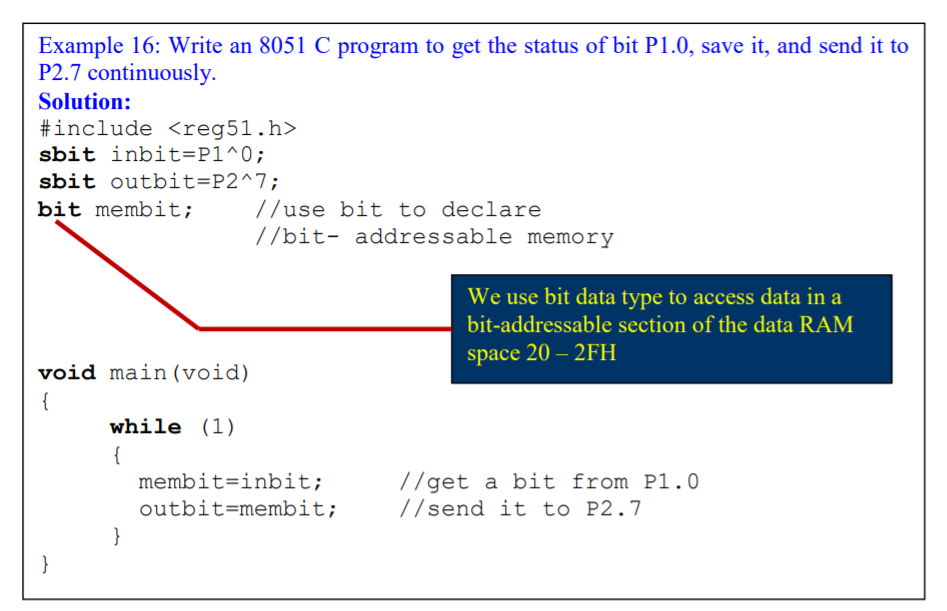 Example 16: Write an 8051 C program to get the status of bit P1.0, save it, and send it to
P2.7 continuously.
Solution:
#include <reg51.h>
sbit inbit=P1^0;
sbit outbit=P2^7;
bit membit;    //use bit to declare
//bit- addressable memory
We use bit data type to access data in a
bit-addressable section of the data RAM
space 20 – 2FH
void main(void)
{
while (1)
{
membit=inbit;     //get a bit from P1.0
outbit=membit;    //send it to P2.7
}
}